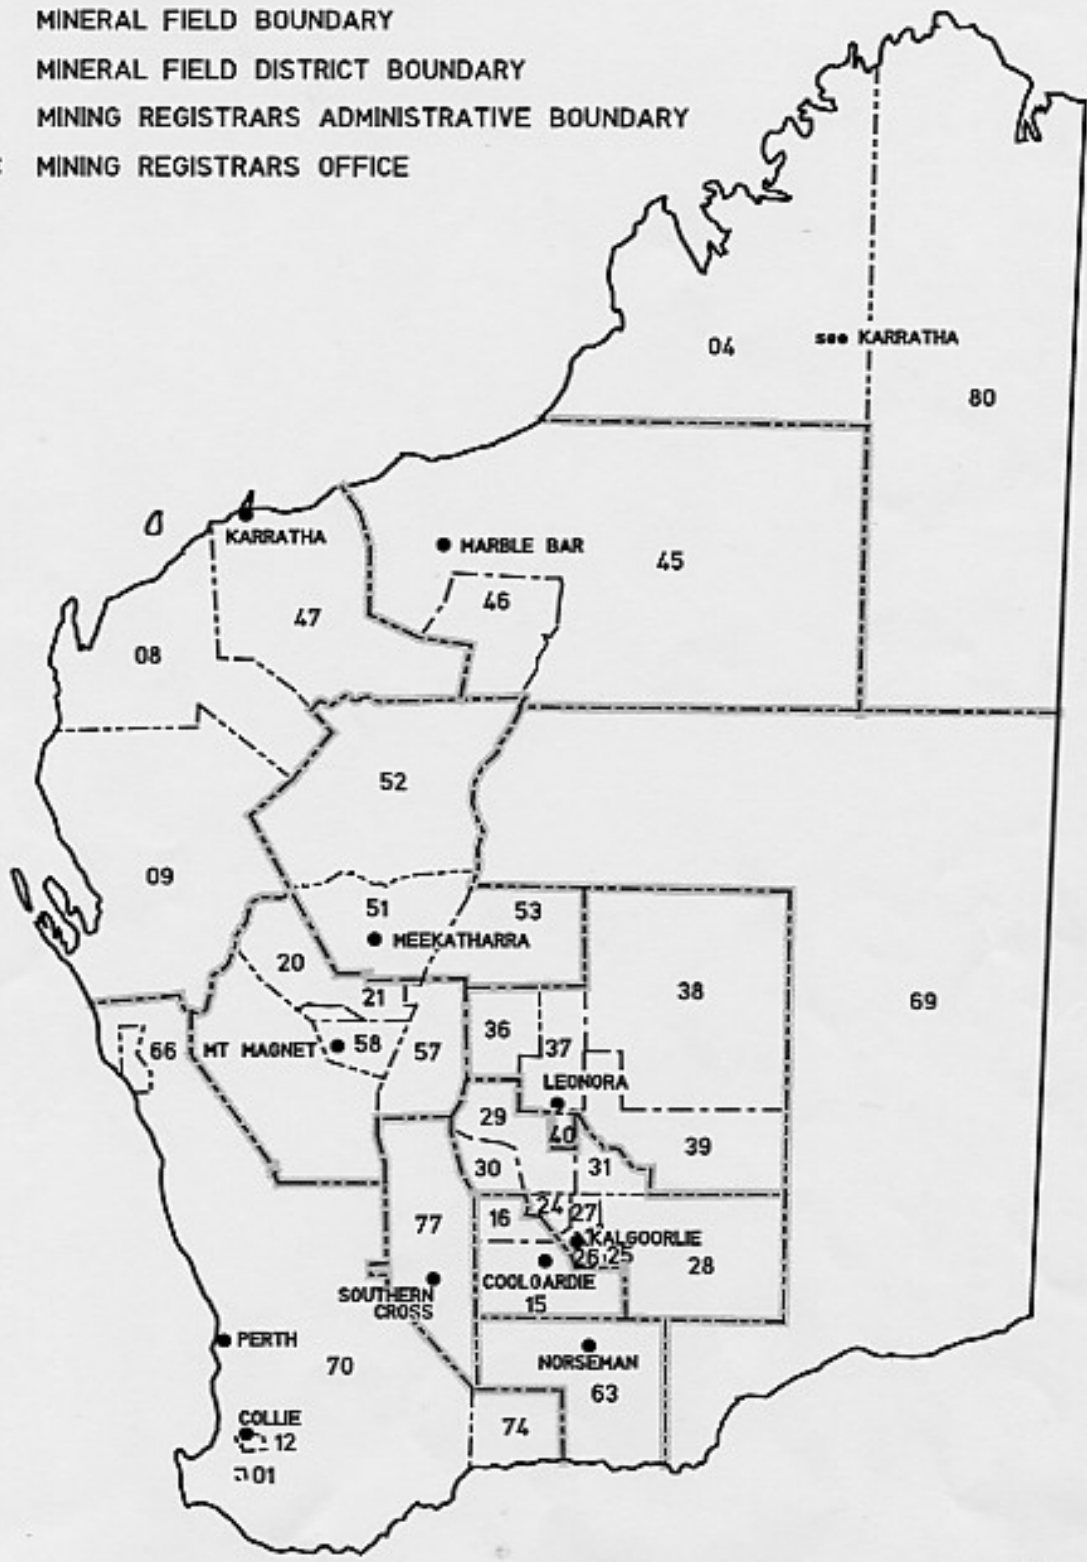 MINERAL FIELD BOUNDARY
MINERAL FIELD DISTRICT BOUNDARY
MINING REGISTRARS ADMINISTRATIVE BOUNDARY
MINING REGISTRARS OFFICE
04
see KARRATHA
80
KARRATHA
MARBLE BAR
45
46
47
08
52
09
51
53
MEEKATHARRA
20
21
38
69
36
37
66
MT MAGNET
58
57
LEONORA
29
40
39
30
31
24
27
16
77
KALGOORLIE
26
25
28
COOLGARDIE
15
SOUTHERN
CROSS
PERTH
NORSEMAN
70
63
COLLIE
12
74
01